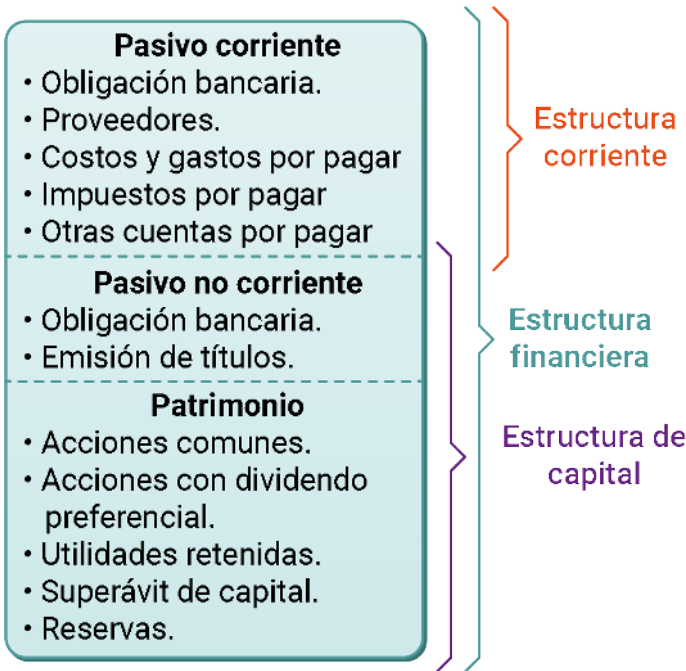 Pasivo corriente
• Obligación bancaria.
• Proveedores.
• Costos y gastos por pagar
• Impuestos por pagar
• Otras cuentas por pagar
Pasivo no corriente
• Obligación bancaria.
• Emisión de títulos.
Patrimonio
• Acciones comunes.
• Acciones con dividendo
preferencial.
• Utilidades retenidas.
• Superávit de capital.
• Reservas.
Estructura
corriente
Estructura
financiera
Estructura de
capital